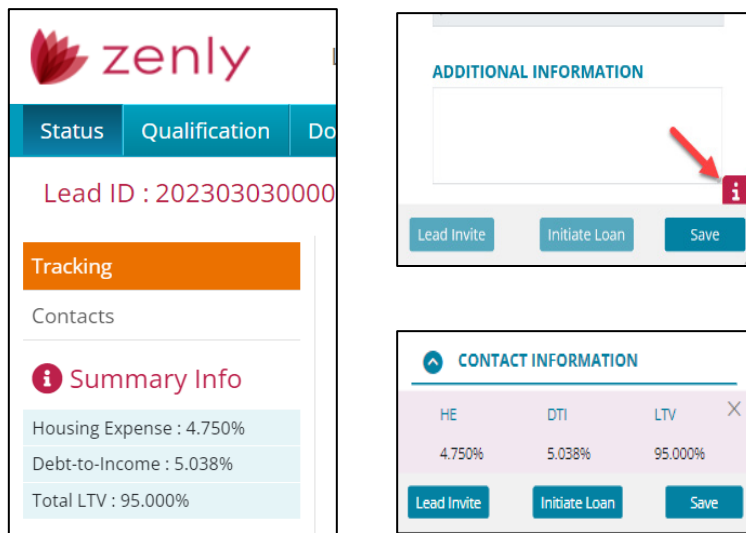 zenly
Status Qualification Do
Lead ID : 202303030000
Tracking
Contacts
Summary Info
Housing Expense : 4.750%
Debt-to-Income : 5.038%
Total LTV : 95.000%
ADDITIONAL INFORMATION
i
Lead Invite Initiate Loan Save
CONTACT INFORMATION
HE DTI LTV X
4.750% 5.038% 95.000%
Lead Invite Initiate Loan Save